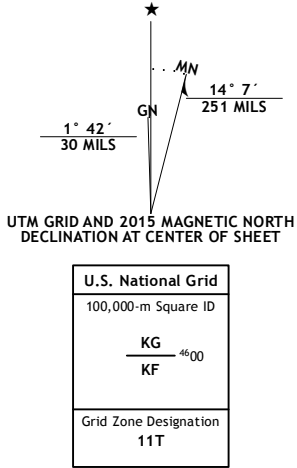 ★
MN
GN
14° 7´
251 MILS
1° 42´
30 MILS
UTM GRID AND 2015 MAGNETIC NORTH
DECLINATION AT CENTER OF SHEET
U.S. National Grid
100,000-m Square ID
KG
4600
KF
Grid Zone Designation
11T